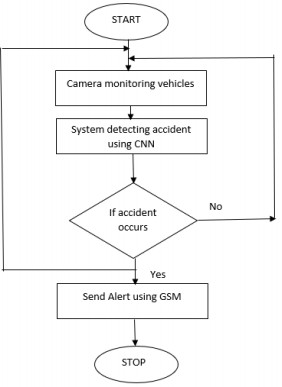 START
Camera monitoring vehicles
System detecting accident
using CNN
If accident
occurs
No
Yes
Send Alert using GSM
STOP